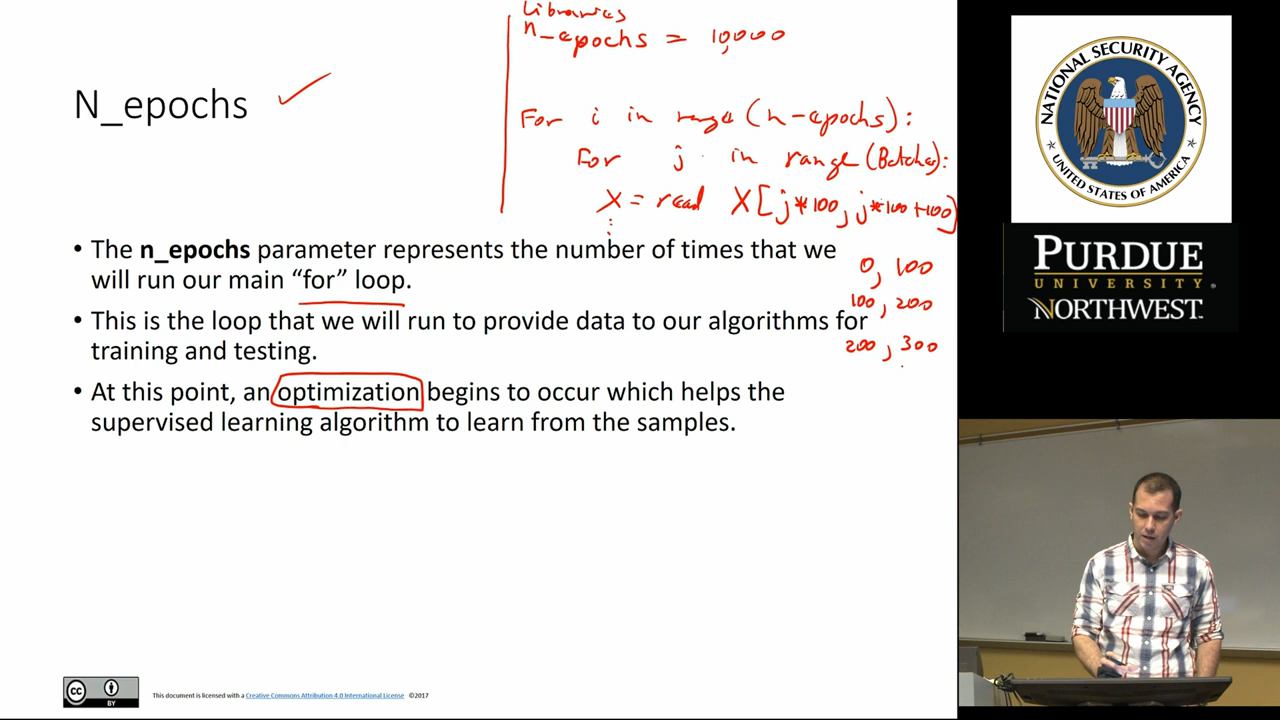 Libraries
n_epochs = 10,000
N_epochs
For i in range (n-epochs):
For j in range (Batches):
X = read X[j*100, j*100+100]
• The n_epochs parameter represents the number of times that we
will run our main “for” loop.
0, 100
100, 200
• This is the loop that we will run to provide data to our algorithms for
training and testing.
200, 300
• At this point, an optimization begins to occur which helps the
supervised learning algorithm to learn from the samples.
cc
BY
This document is licensed with a Creative Commons Attribution 4.0 International License ©2017
NATIONAL SECURITY AGENCY
UNITED STATES OF AMERICA
PURDUE
UNIVERSITY
NORTHWEST